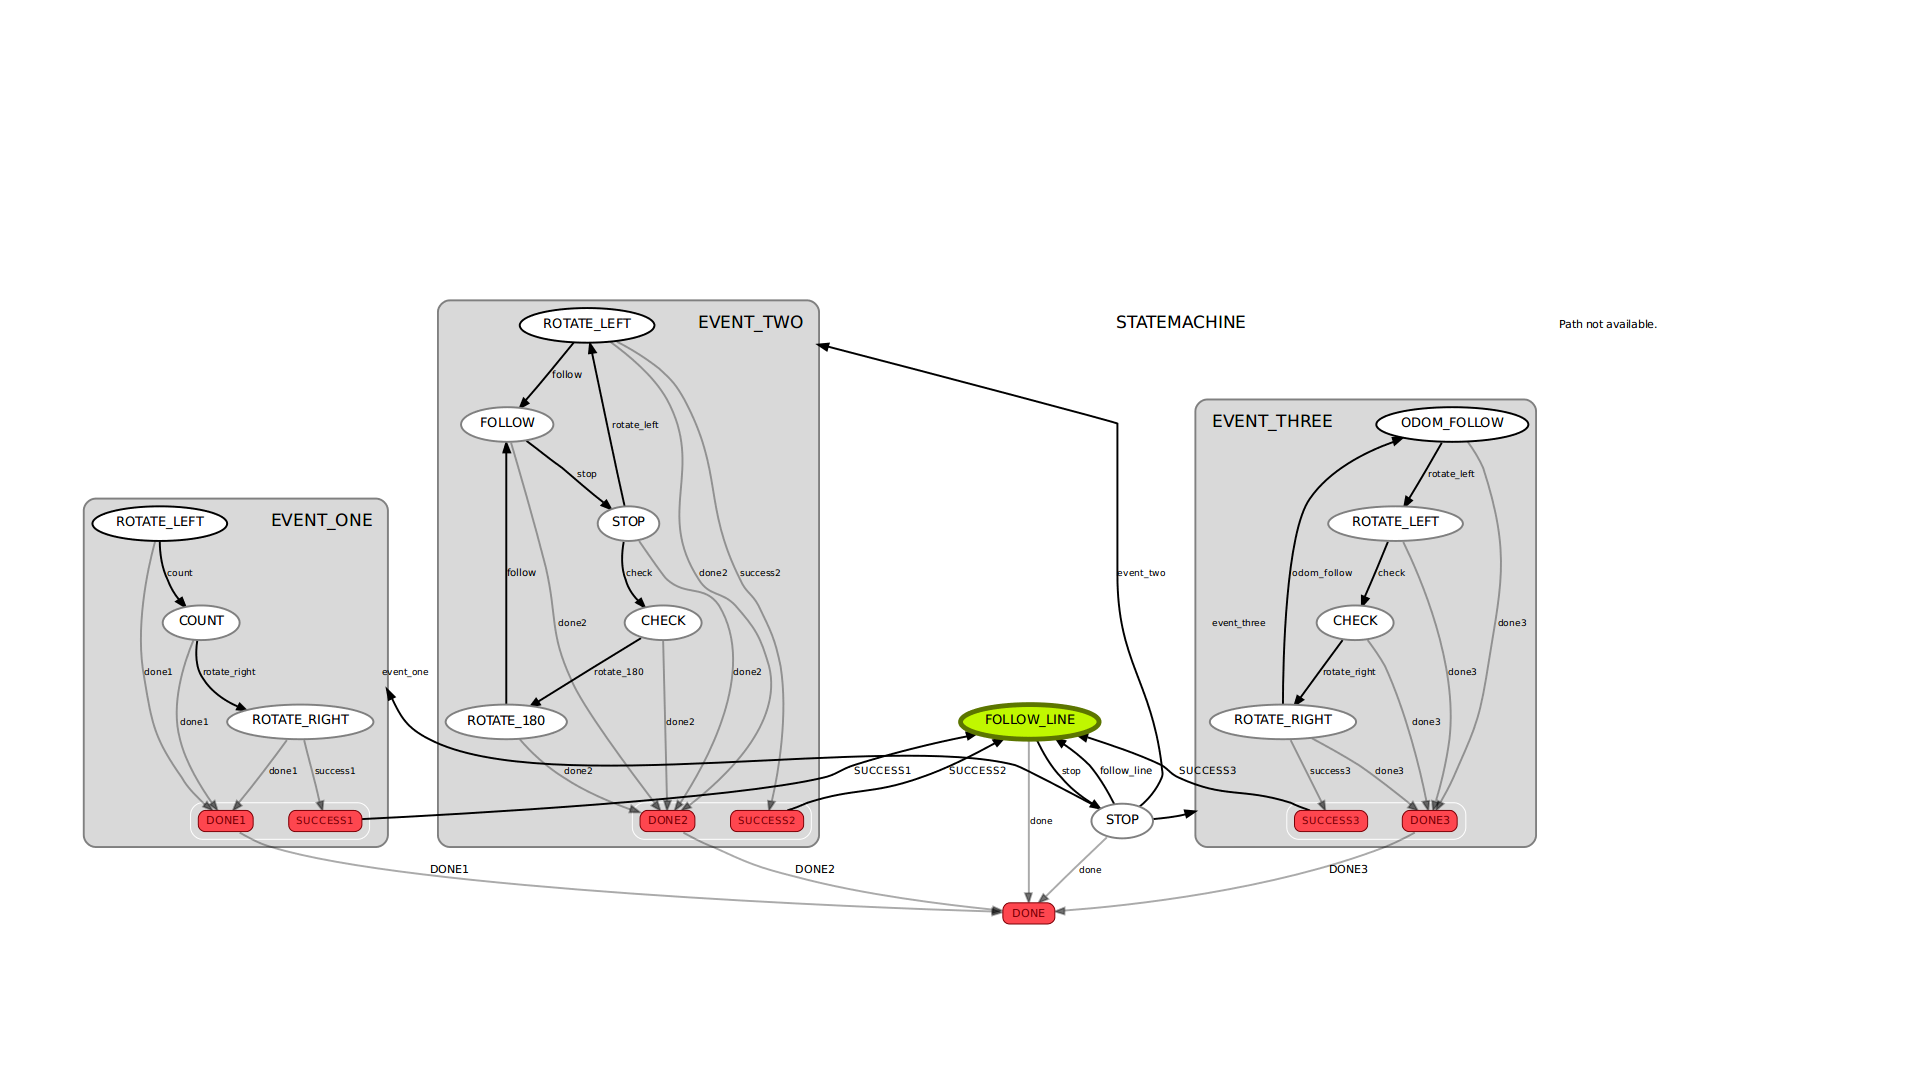 STATEMACHINE
Path not available.
EVENT_TWO
ROTATE_LEFT
follow
FOLLOW
rotate_left
stop
STOP
follow
check
done2
success2
CHECK
done2
rotate_180
done2
ROTATE_180
done2
done2
DONE2
SUCCESS2
EVENT_ONE
ROTATE_LEFT
count
COUNT
done1
rotate_right
done1
ROTATE_RIGHT
done1
success1
DONE1
SUCCESS1
event_one
event_two
FOLLOW_LINE
SUCCESS1
SUCCESS2
stop
follow_line
SUCCESS3
done
STOP
done
EVENT_THREE
ODOM_FOLLOW
rotate_left
ROTATE_LEFT
odom_follow
check
event_three
CHECK
done3
rotate_right
done3
ROTATE_RIGHT
done3
success3
done3
SUCCESS3
DONE3
DONE1
DONE2
DONE3
DONE